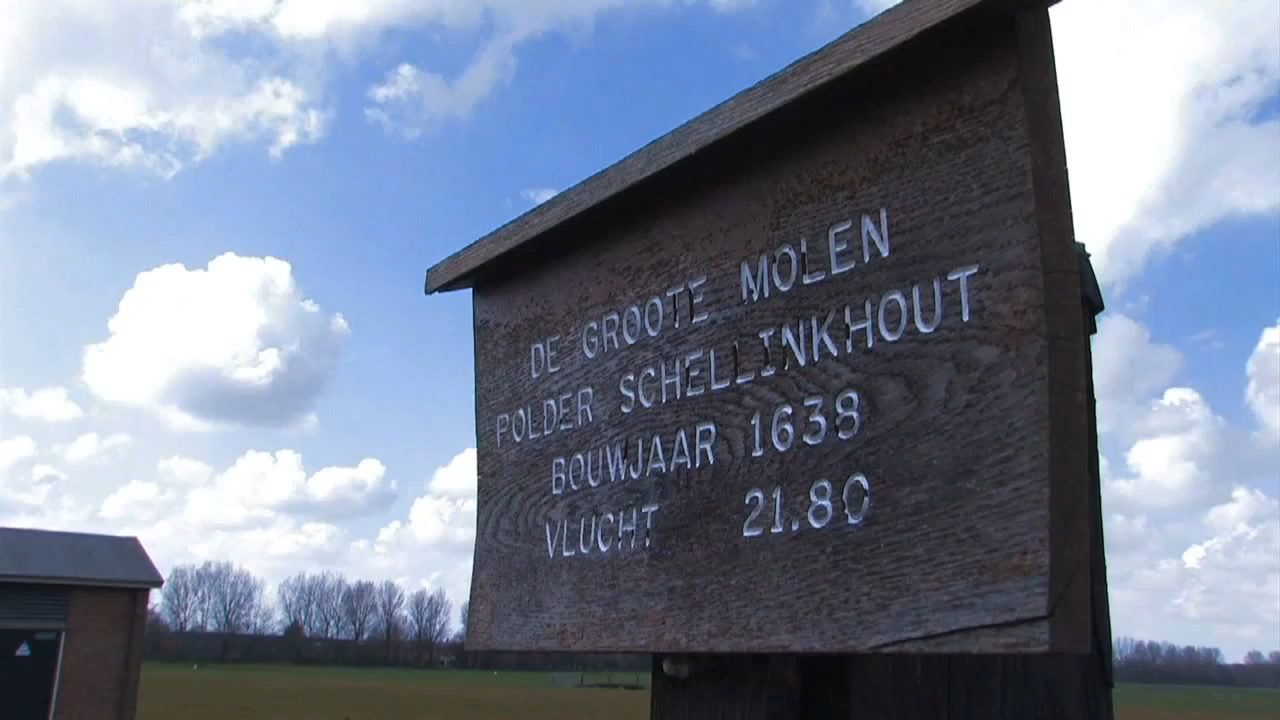 DE GROOTE MOLEN
POLDER SCHELLINKHOUT
BOUWJAAR 1638
VLUCHT 21.80